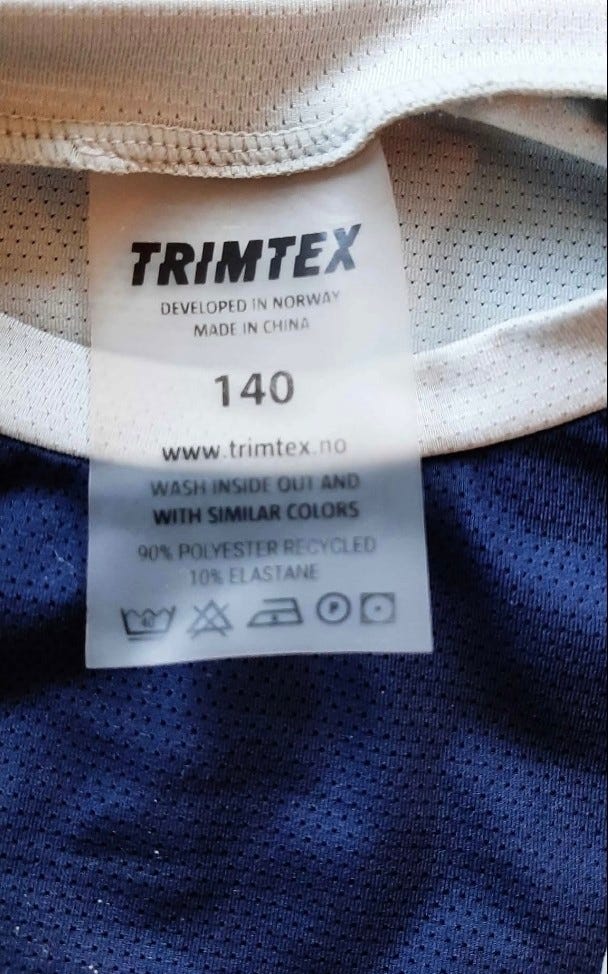 TRIMTEX
DEVELOPED IN NORWAY
MADE IN CHINA
140
www.trimtex.no
WASH INSIDE OUT AND
WITH SIMILAR COLORS
90% POLYESTER RECYCLED
10% ELASTANE
40 P